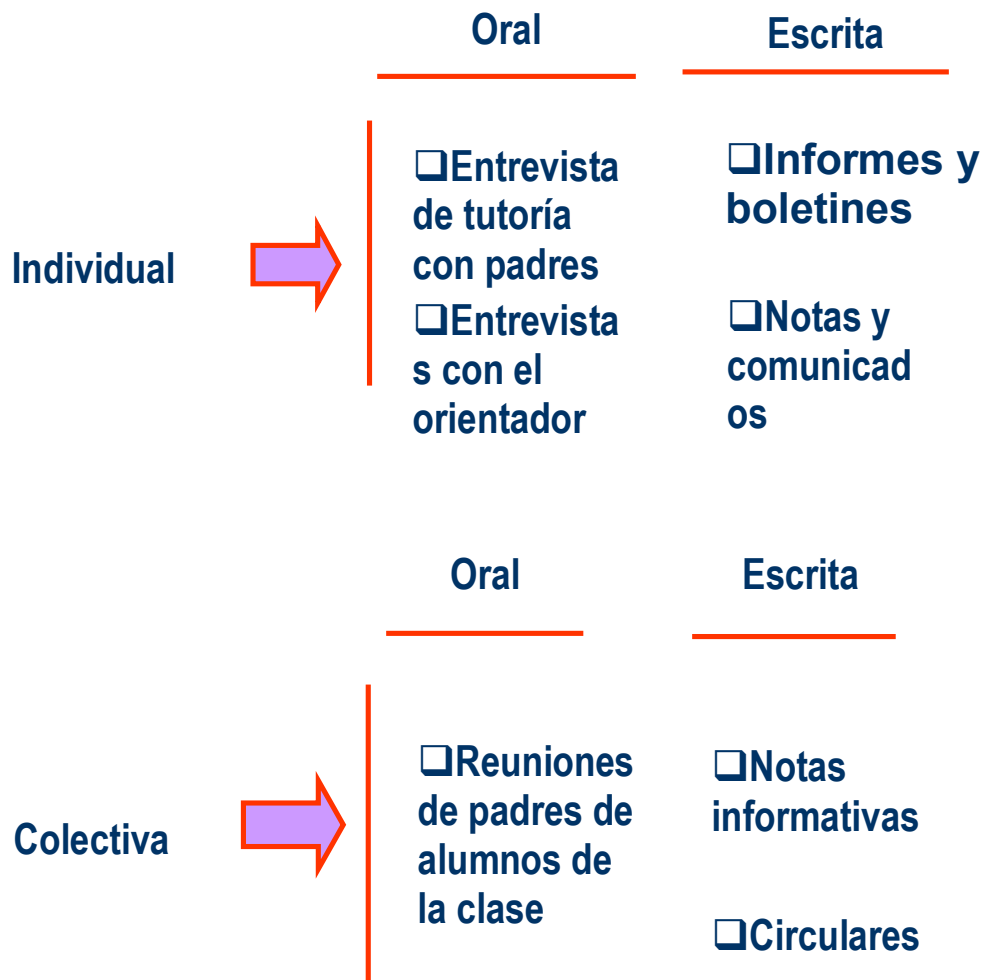 Oral
Escrita
Individual
❑Entrevista
de tutoría
con padres
❑Entrevista
s con el
orientador
❑Informes y
boletines
❑Notas y
comunicad
os
Oral
Escrita
Colectiva
❑Reuniones
de padres de
alumnos de
la clase
❑Notas
informativas
❑Circulares